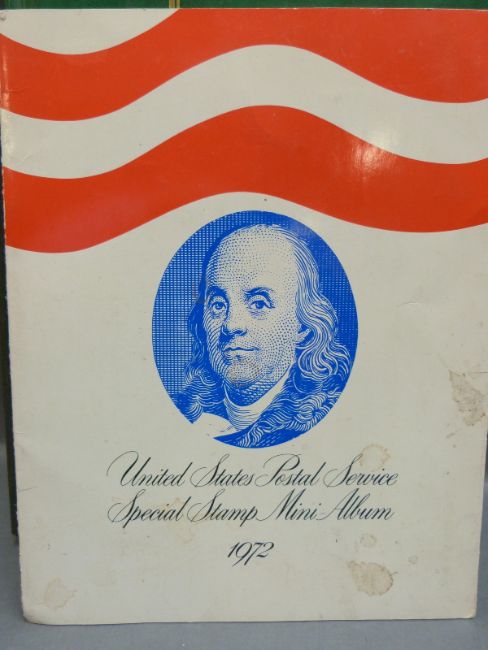 United States Postal Service
Special Stamp Mini-Album
1972